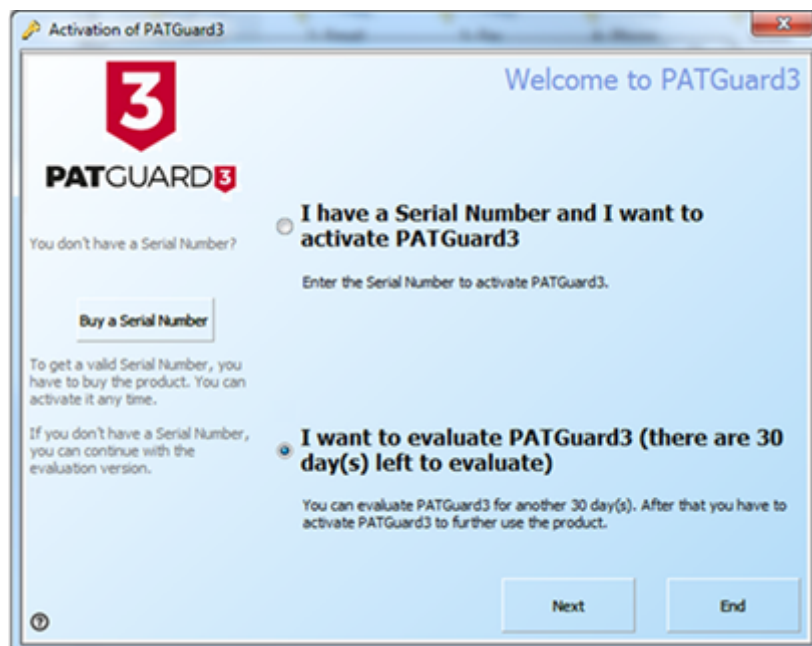 Activation of PATGuard3
Welcome to PATGuard3
3
PATGUARD3
You don't have a Serial Number?
Buy a Serial Number
To get a valid Serial Number, you
have to buy the product. You can
activate it any time.
If you don't have a Serial Number,
you can continue with the
evaluation version.
I have a Serial Number and I want to
activate PATGuard3
Enter the Serial Number to activate PATGuard3.
I want to evaluate PATGuard3 (there are 30
day(s) left to evaluate)
You can evaluate PATGuard3 for another 30 day(s). After that you have to
activate PATGuard3 to further use the product.
Next
End